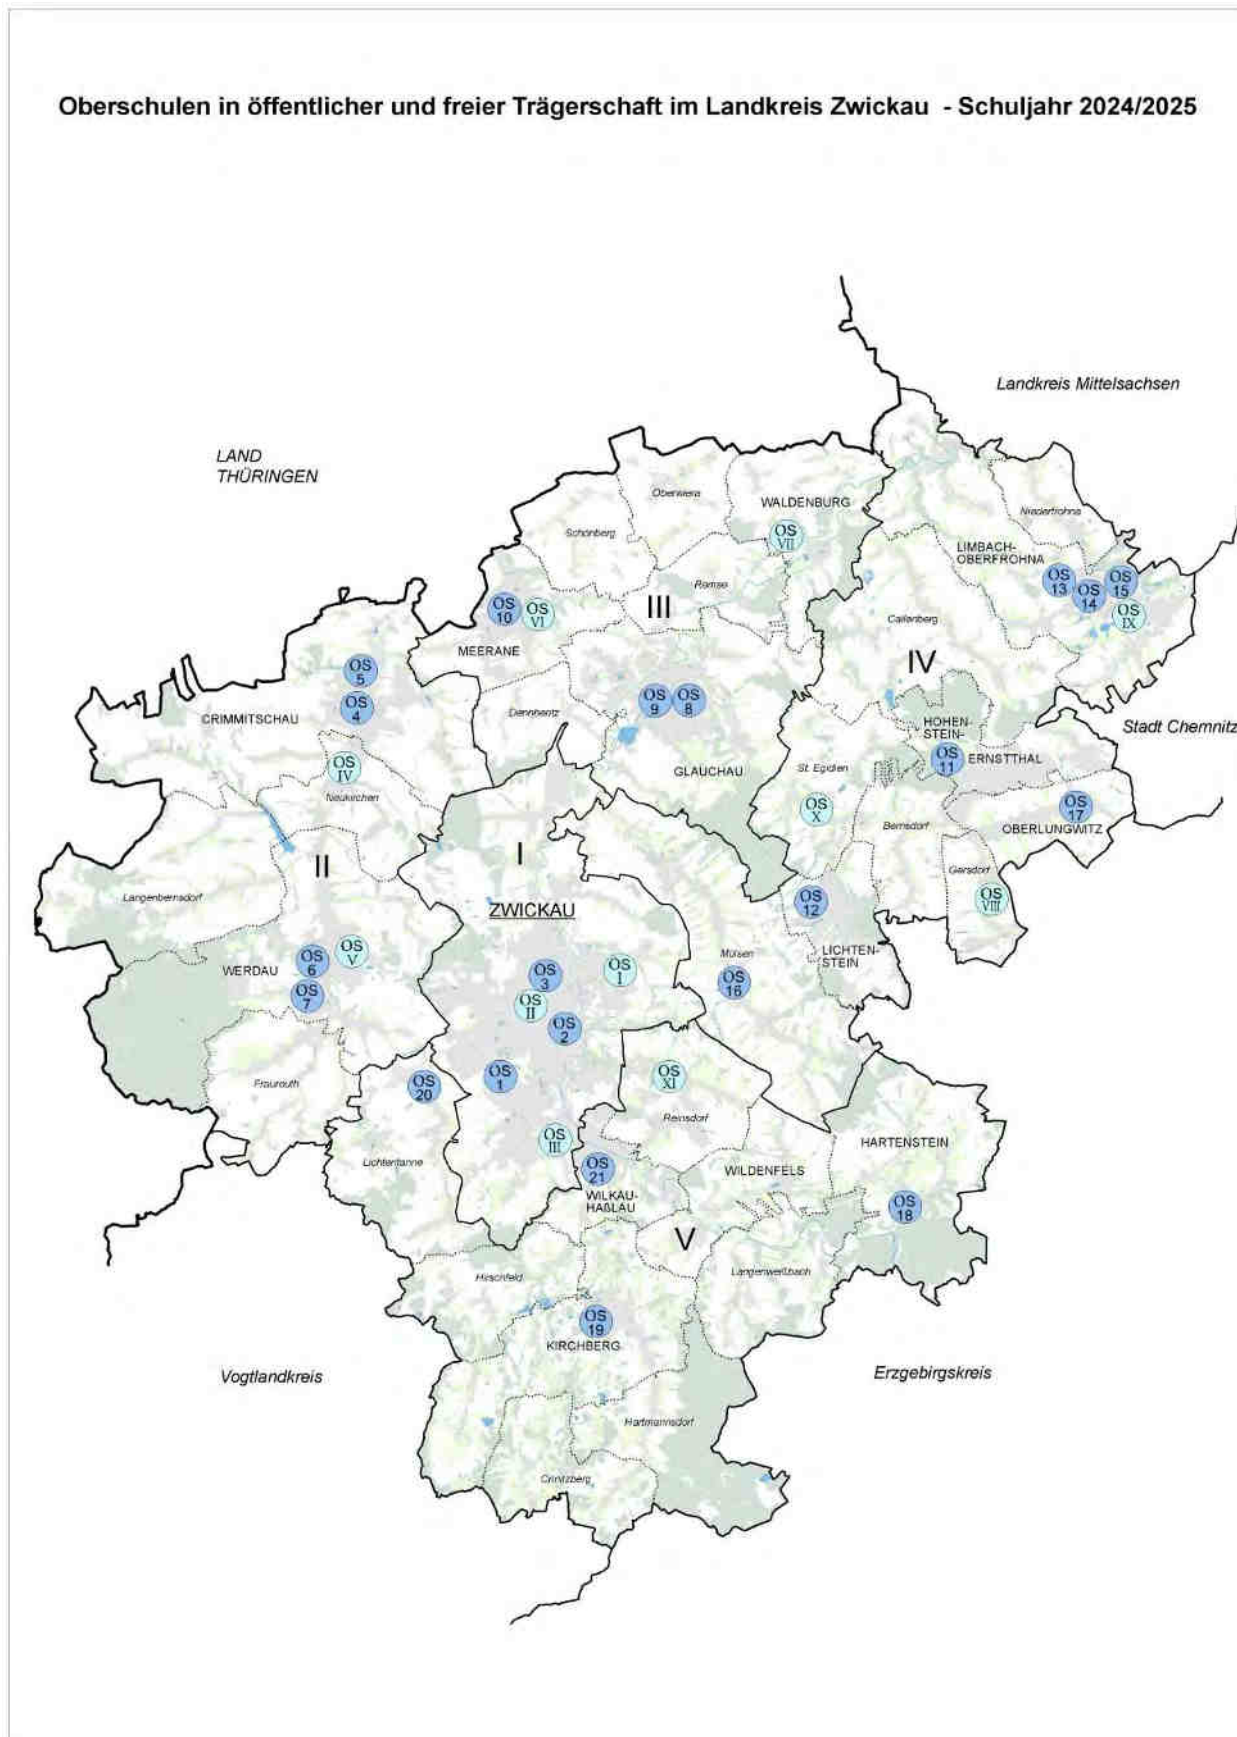 Oberschulen in öffentlicher und freier Trägerschaft im Landkreis Zwickau - Schuljahr 2024/2025
Landkreis Mittelsachsen
LAND
THÜRINGEN
Oberwiera
WALDENBURG
Niederfrohna
Schönberg
OS
VII
LIMBACH-
OBERFROHNA
Remse
OS
13
OS
14
OS
15
OS
IX
OS
10
OS
VI
III
Callenberg
MEERANE
IV
OS
5
OS
4
CRIMMITSCHAU
Dennheritz
OS
9
OS
8
HOHEN-
STEIN-
ERNSTTHAL
Stadt Chemnitz
OS
11
OS
IV
GLAUCHAU
St. Egidien
Neukirchen
OS
X
OS
17
OBERLUNGWITZ
Bernsdorf
I
II
Gersdorf
Langenbernsdorf
OS
VIII
OS
12
ZWICKAU
OS
V
OS
6
WERDAU
OS
7
OS
3
OS
I
Mülsen
OS
16
LICHTEN-
STEIN
OS
II
OS
2
OS
1
OS
XI
Fraureuth
OS
20
Reinsdorf
OS
III
HARTENSTEIN
Lichtentanne
OS
21
WILDENFELS
WILKAU-
HAßLAU
OS
18
V
Hirschfeld
Langenweißbach
OS
19
KIRCHBERG
Vogtlandkreis
Erzgebirgskreis
Hartmannsdorf
Crinitzberg